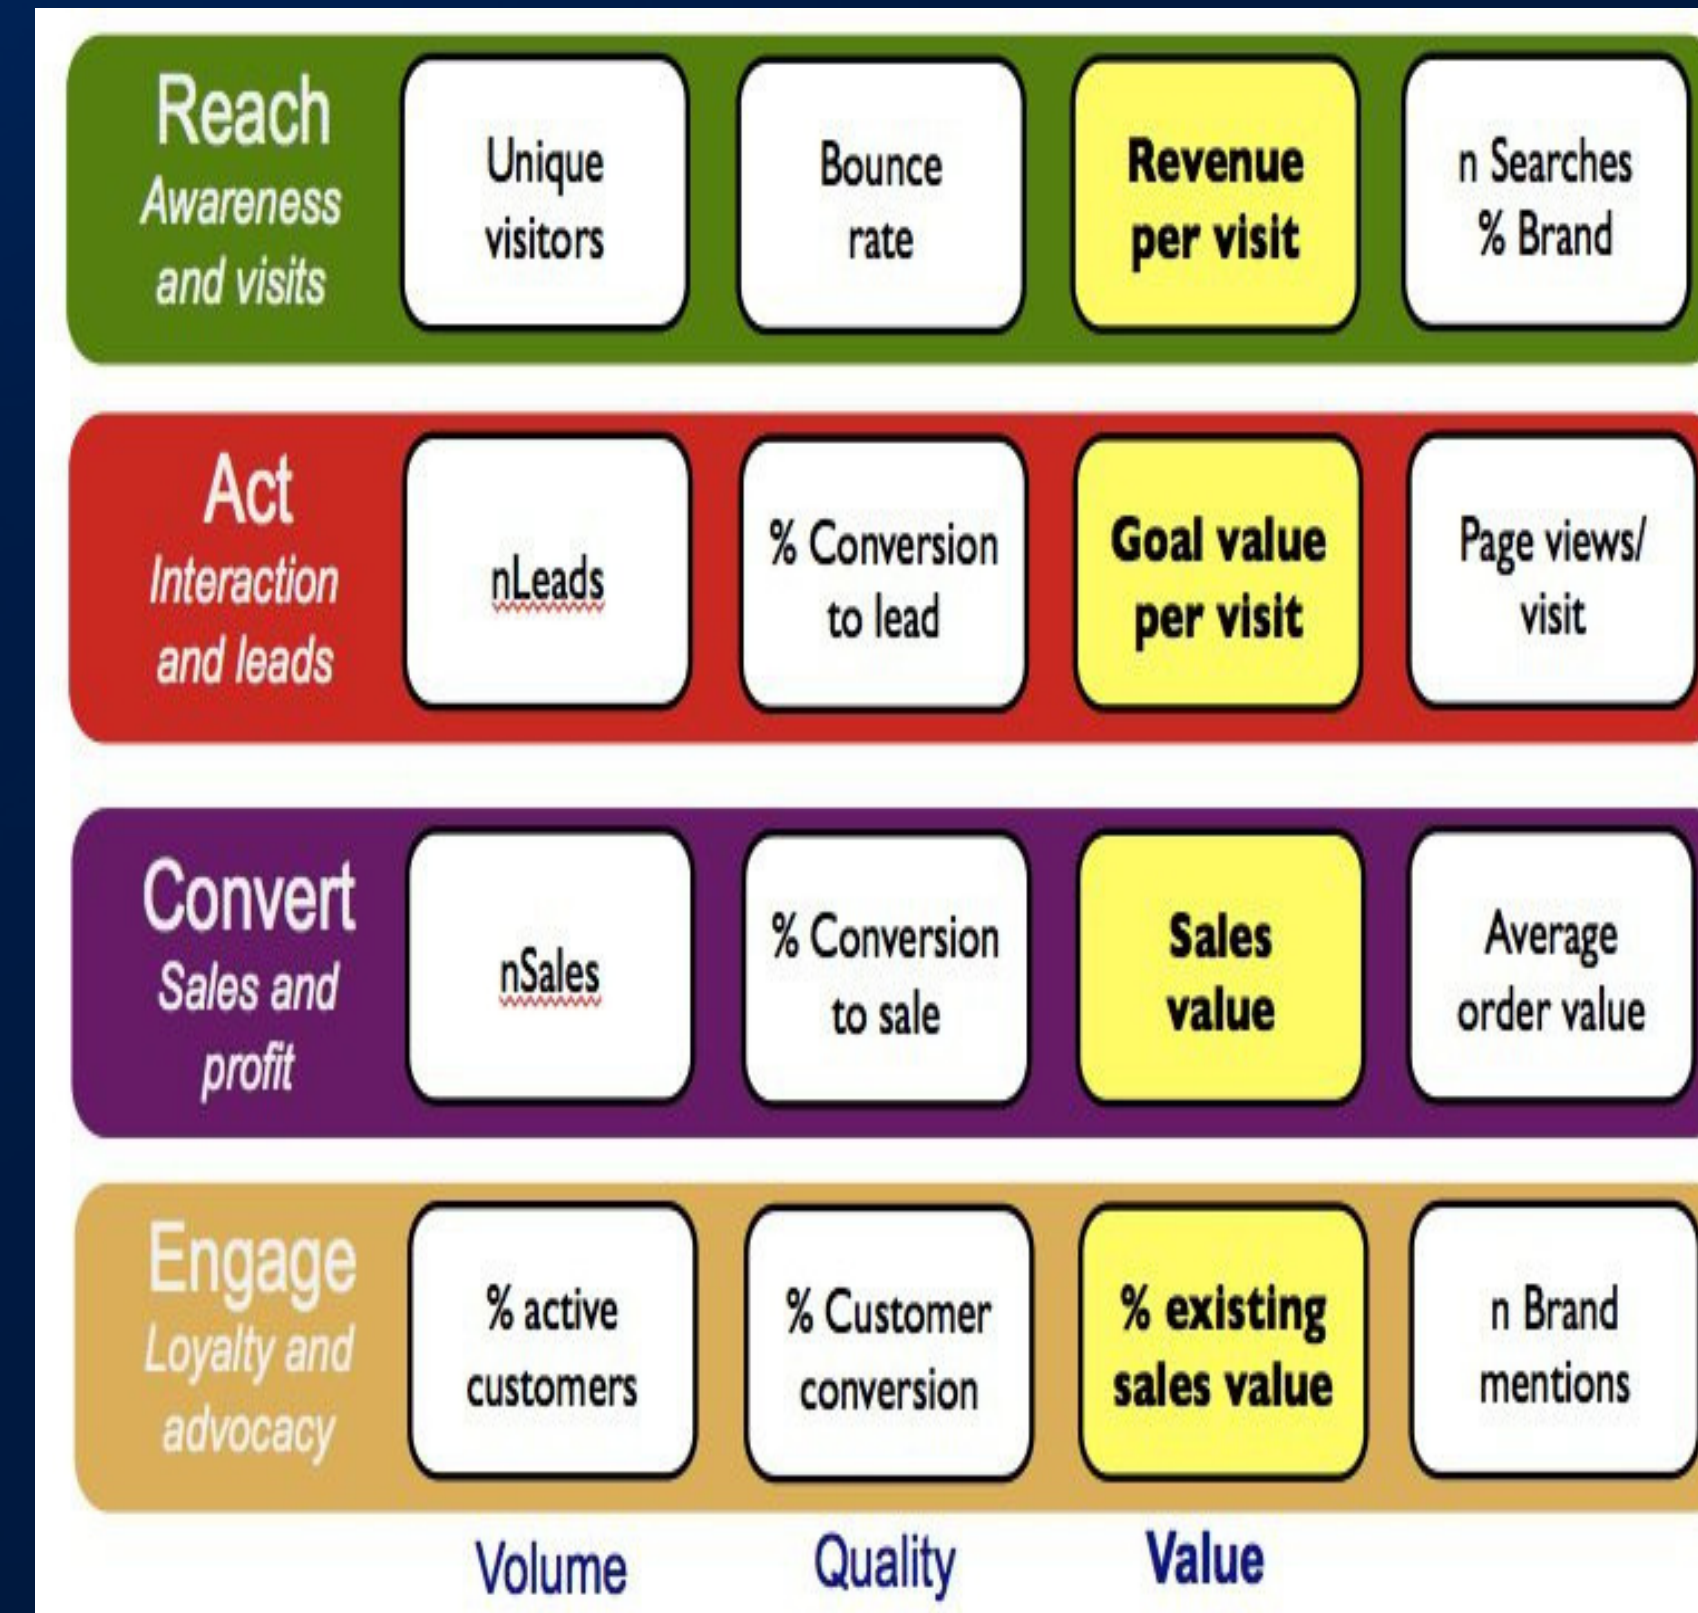 Reach
Awareness
and visits
Unique
visitors
Bounce
rate
Revenue
per visit
n Searches
% Brand
Act
Interaction
and leads
nLeads
% Conversion
to lead
Goal value
per visit
Page views/
visit
Convert
Sales and
profit
nSales
% Conversion
to sale
Sales
value
Average
order value
Engage
Loyalty and
advocacy
% active
customers
% Customer
conversion
% existing
sales value
n Brand
mentions
Volume
Quality
Value